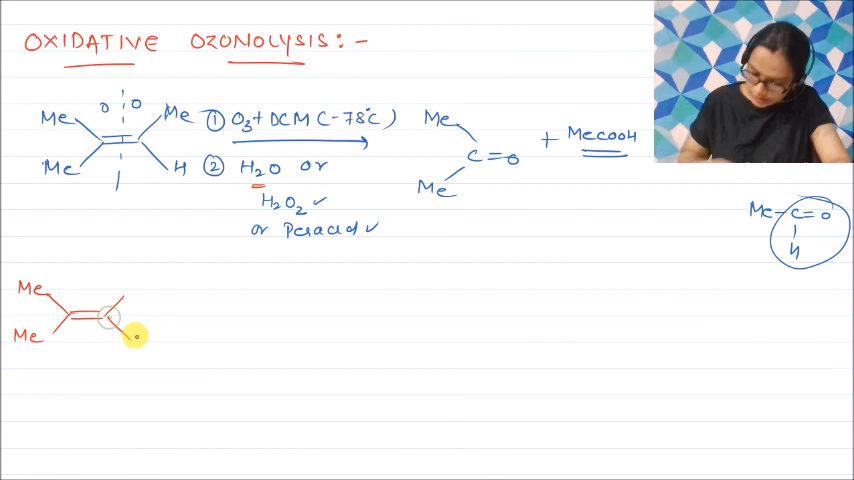 OXIDATIVE OZONOLYSIS:-
O O
Me Me ① O3 + DCM (-78°C) Me
C=O + MeCOOH
Me H ② H2O or Me
H2O2 ✓
or Peracid ✓
Me-C=O
H
Me
Me